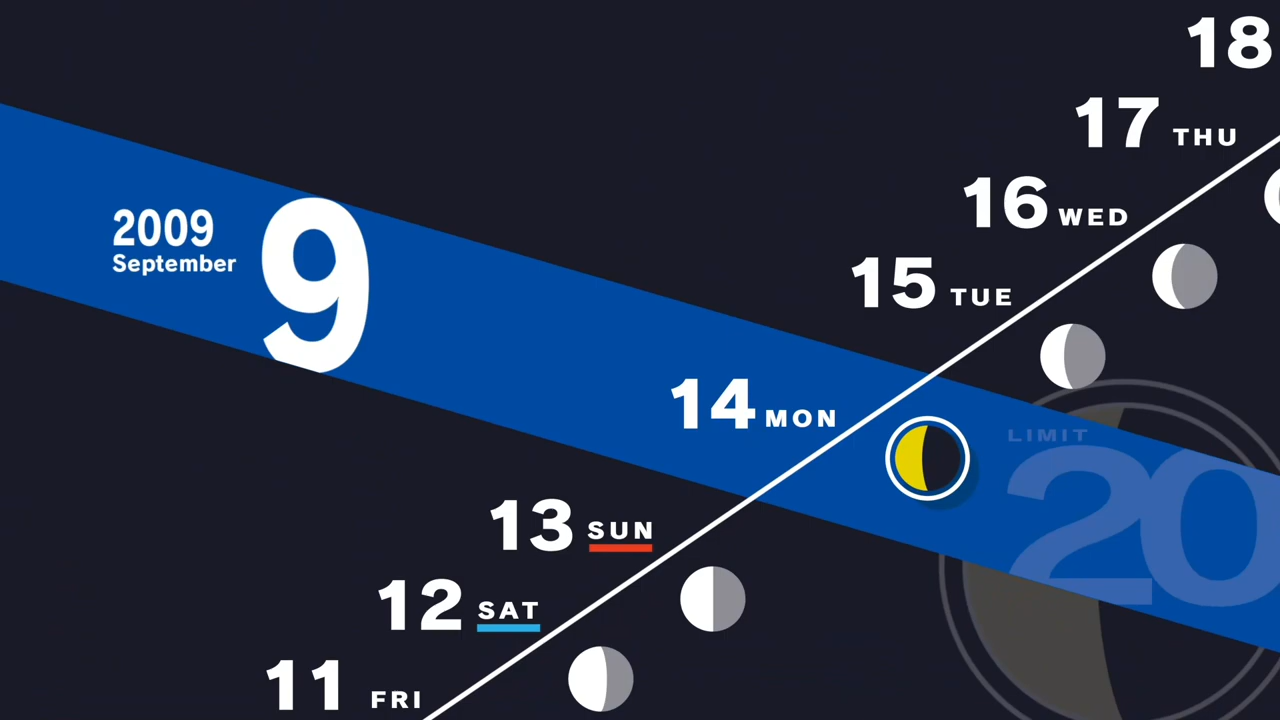 18
17 THU
16 WED
2009
September
9
15 TUE
14 MON
LIMIT
20
13 SUN
12 SAT
11 FRI